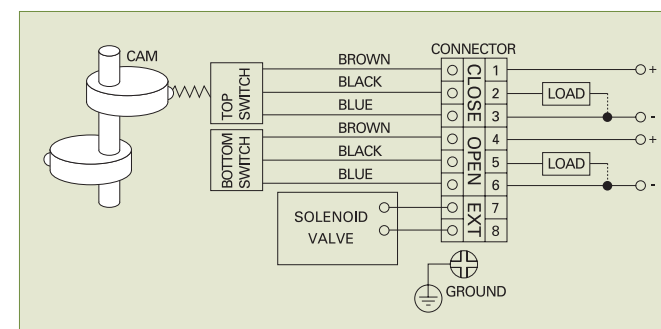 CAM
TOP
SWITCH
BOTTOM
SWITCH
BROWN
BLACK
BLUE
BROWN
BLACK
BLUE
SOLENOID
VALVE
CONNECTOR
CLOSE
OPEN
EXT
1
2
3
4
5
6
7
8
LOAD
LOAD
+
-
+
-
GROUND